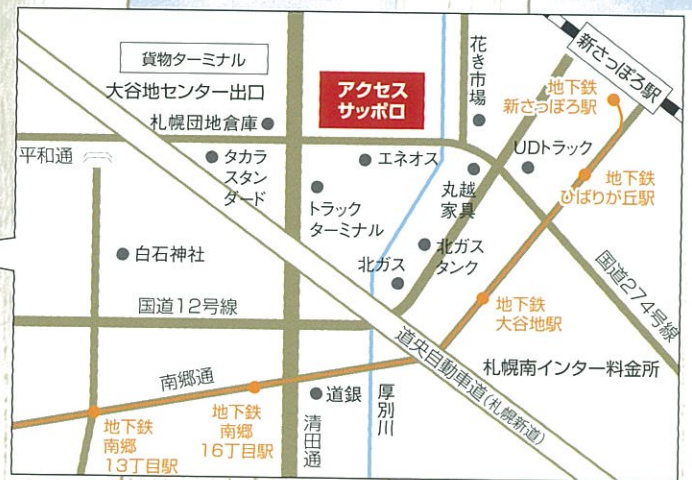 貨物ターミナル
大谷地センター出口
札幌団地倉庫
平和通
タカラ
スタン
ダード
アクセス
サッポロ
エネオス
トラック
ターミナル
花き市場
新さっぽろ駅
地下鉄
新さっぽろ駅
UDトラック
丸越
家具
地下鉄
ひばりが丘駅
北ガス
タンク
北ガス
白石神社
国道12号線
国道274号線
地下鉄
大谷地駅
道央自動車道(札幌新道)
札幌南インター料金所
南郷通
道銀
厚別川
清田通
地下鉄
南郷
16丁目駅
地下鉄
南郷
13丁目駅